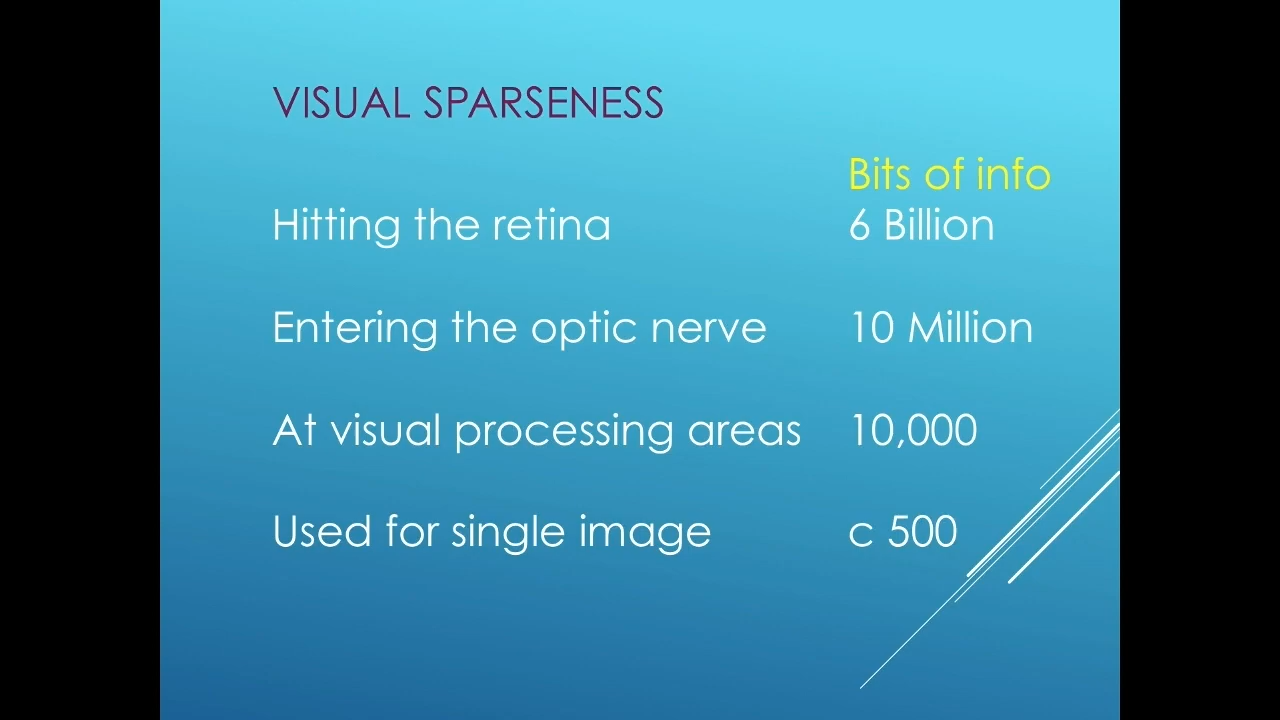 VISUAL SPARSENESS
Bits of info
Hitting the retina 6 Billion
Entering the optic nerve 10 Million
At visual processing areas 10,000
Used for single image c 500